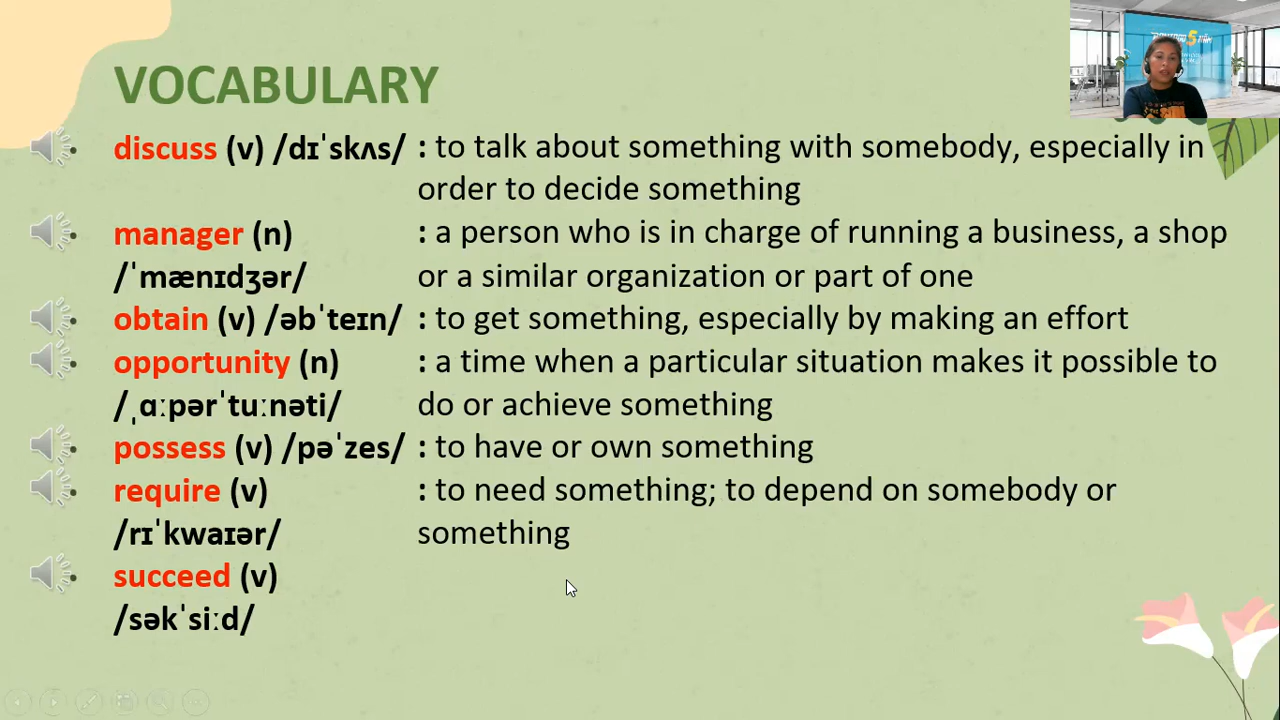 VOCABULARY
discuss (v) /dɪˈskʌs/ : to talk about something with somebody, especially in
order to decide something
manager (n) : a person who is in charge of running a business, a shop
/ˈmænɪdʒər/ or a similar organization or part of one
obtain (v) /əbˈteɪn/ : to get something, especially by making an effort
opportunity (n) : a time when a particular situation makes it possible to
/ˌɑːpərˈtuːnəti/ do or achieve something
possess (v) /pəˈzes/ : to have or own something
require (v) : to need something; to depend on somebody or
/rɪˈkwaɪər/ something
succeed (v)
/səkˈsiːd/